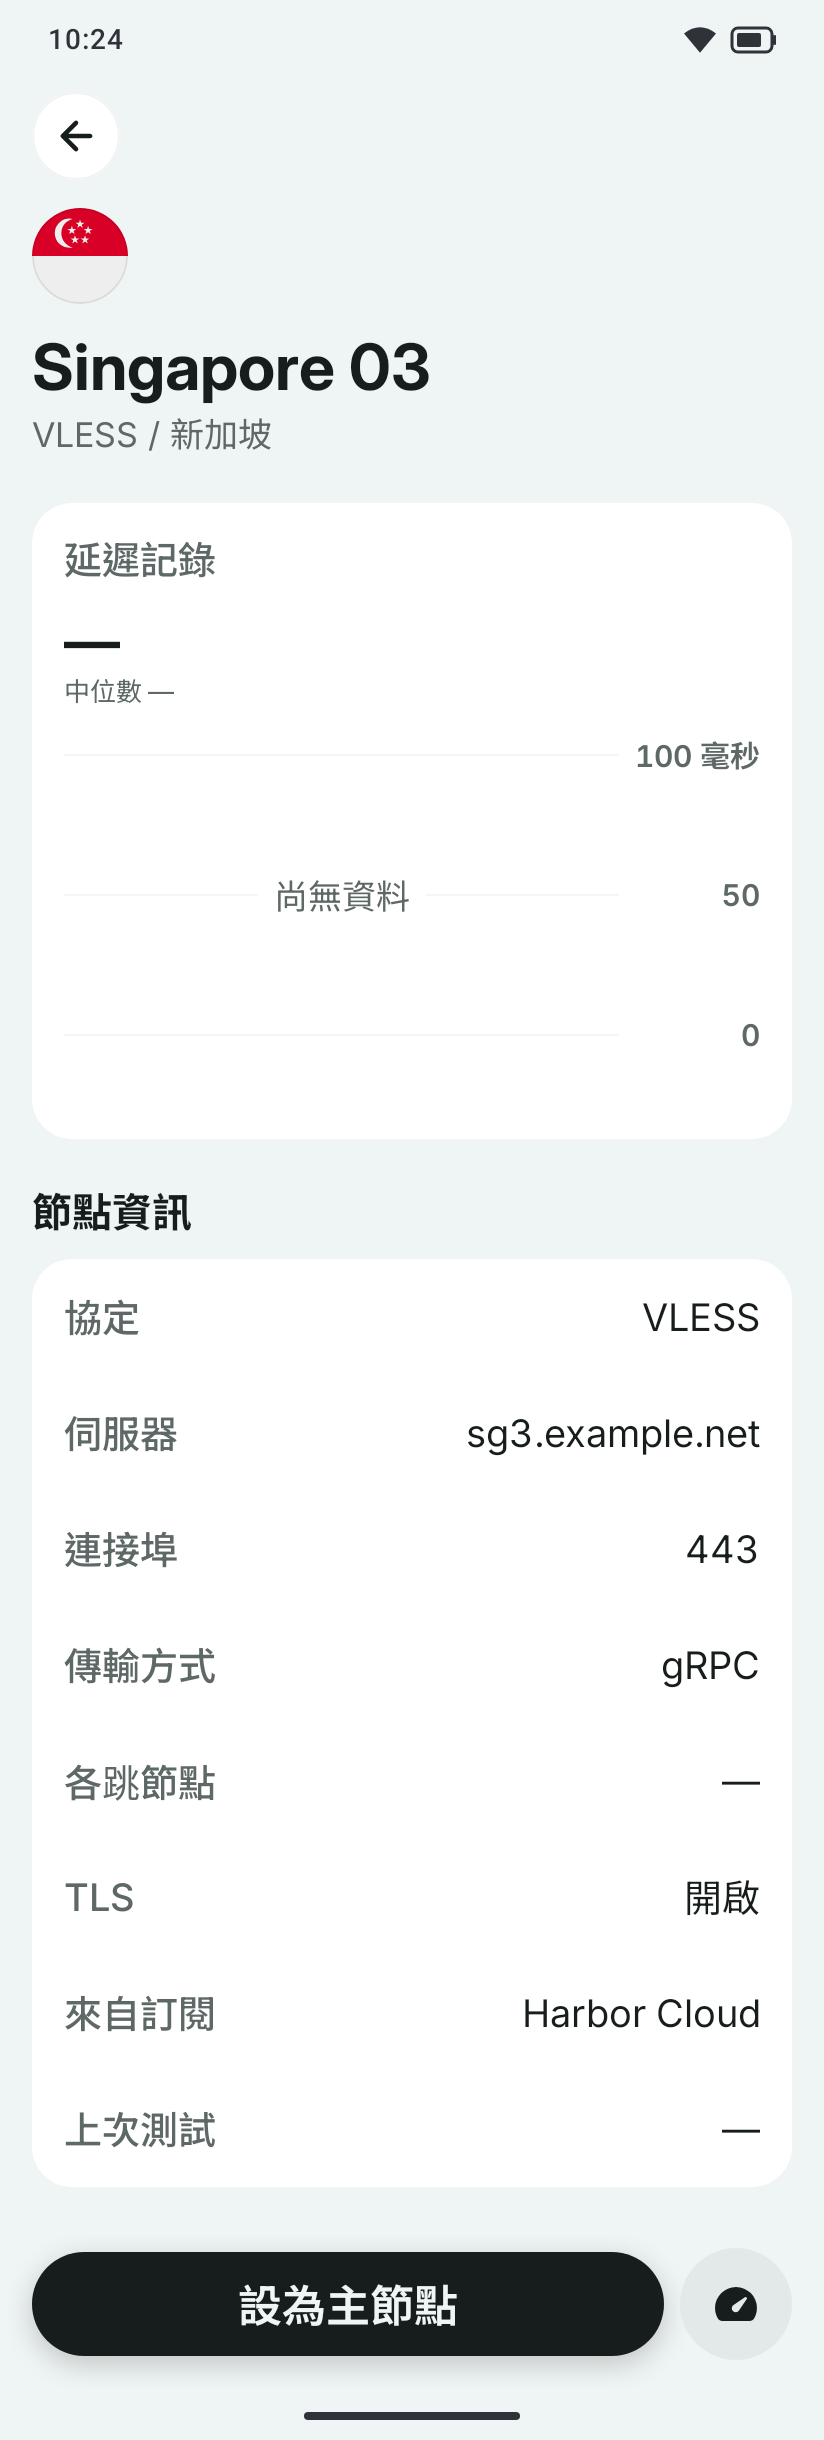 10:24
Singapore 03
VLESS / 新加坡
延遲記錄
—
中位數 —
100 毫秒
尚無資料
50
0
節點資訊
協定 VLESS
伺服器 sg3.example.net
連接埠 443
傳輸方式 gRPC
各跳節點 —
TLS 開啟
來自訂閱 Harbor Cloud
上次測試 —
設為主節點